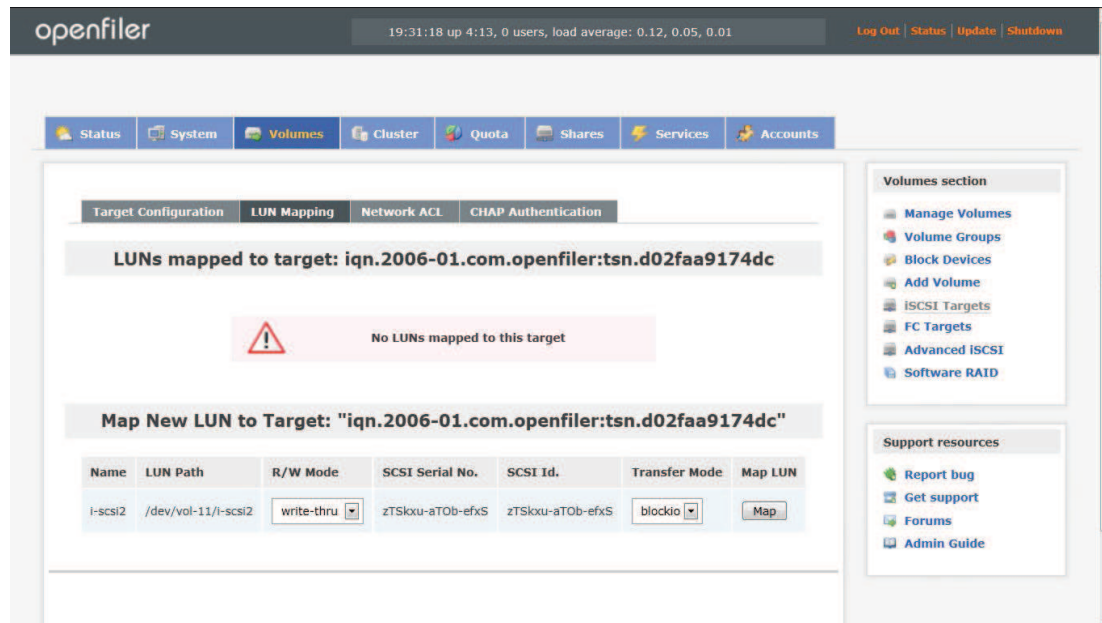 openfiler
19:31:18 up 4:13, 0 users, load average: 0.12, 0.05, 0.01
Log Out | Status | Update | Shutdown
Status System Volumes Cluster Quota Shares Services Accounts
Target Configuration LUN Mapping Network ACL CHAP Authentication
LUNs mapped to target: iqn.2006-01.com.openfiler:tsn.d02faa9174dc
No LUNs mapped to this target
Map New LUN to Target: "iqn.2006-01.com.openfiler:tsn.d02faa9174dc"
Name LUN Path R/W Mode SCSI Serial No. SCSI Id. Transfer Mode Map LUN
i-scsi2 /dev/vol-11/i-scsi2 write-thru zTSkxu-aTOb-efxS zTSkxu-aTOb-efxS blockio Map
Volumes section
Manage Volumes
Volume Groups
Block Devices
Add Volume
iSCSI Targets
FC Targets
Advanced iSCSI
Software RAID
Support resources
Report bug
Get support
Forums
Admin Guide